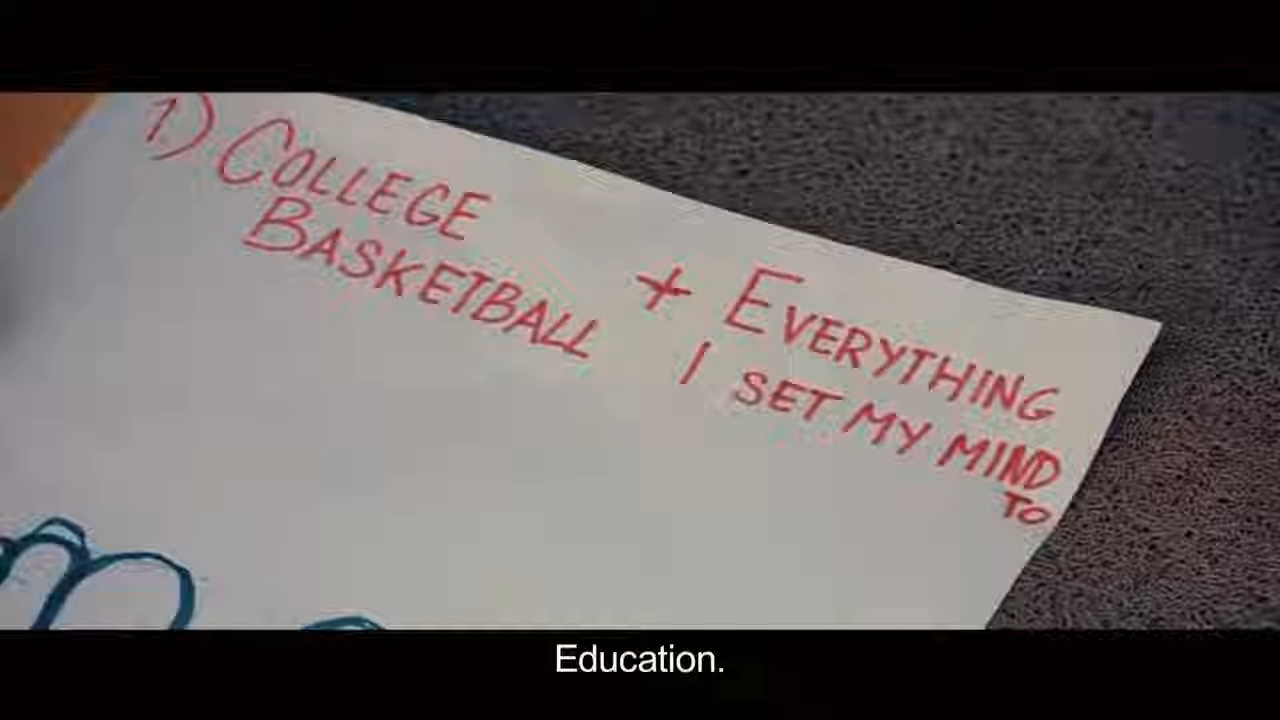 1) COLLEGE
BASKETBALL
+ EVERYTHING
I SET MY MIND
TO
Education.